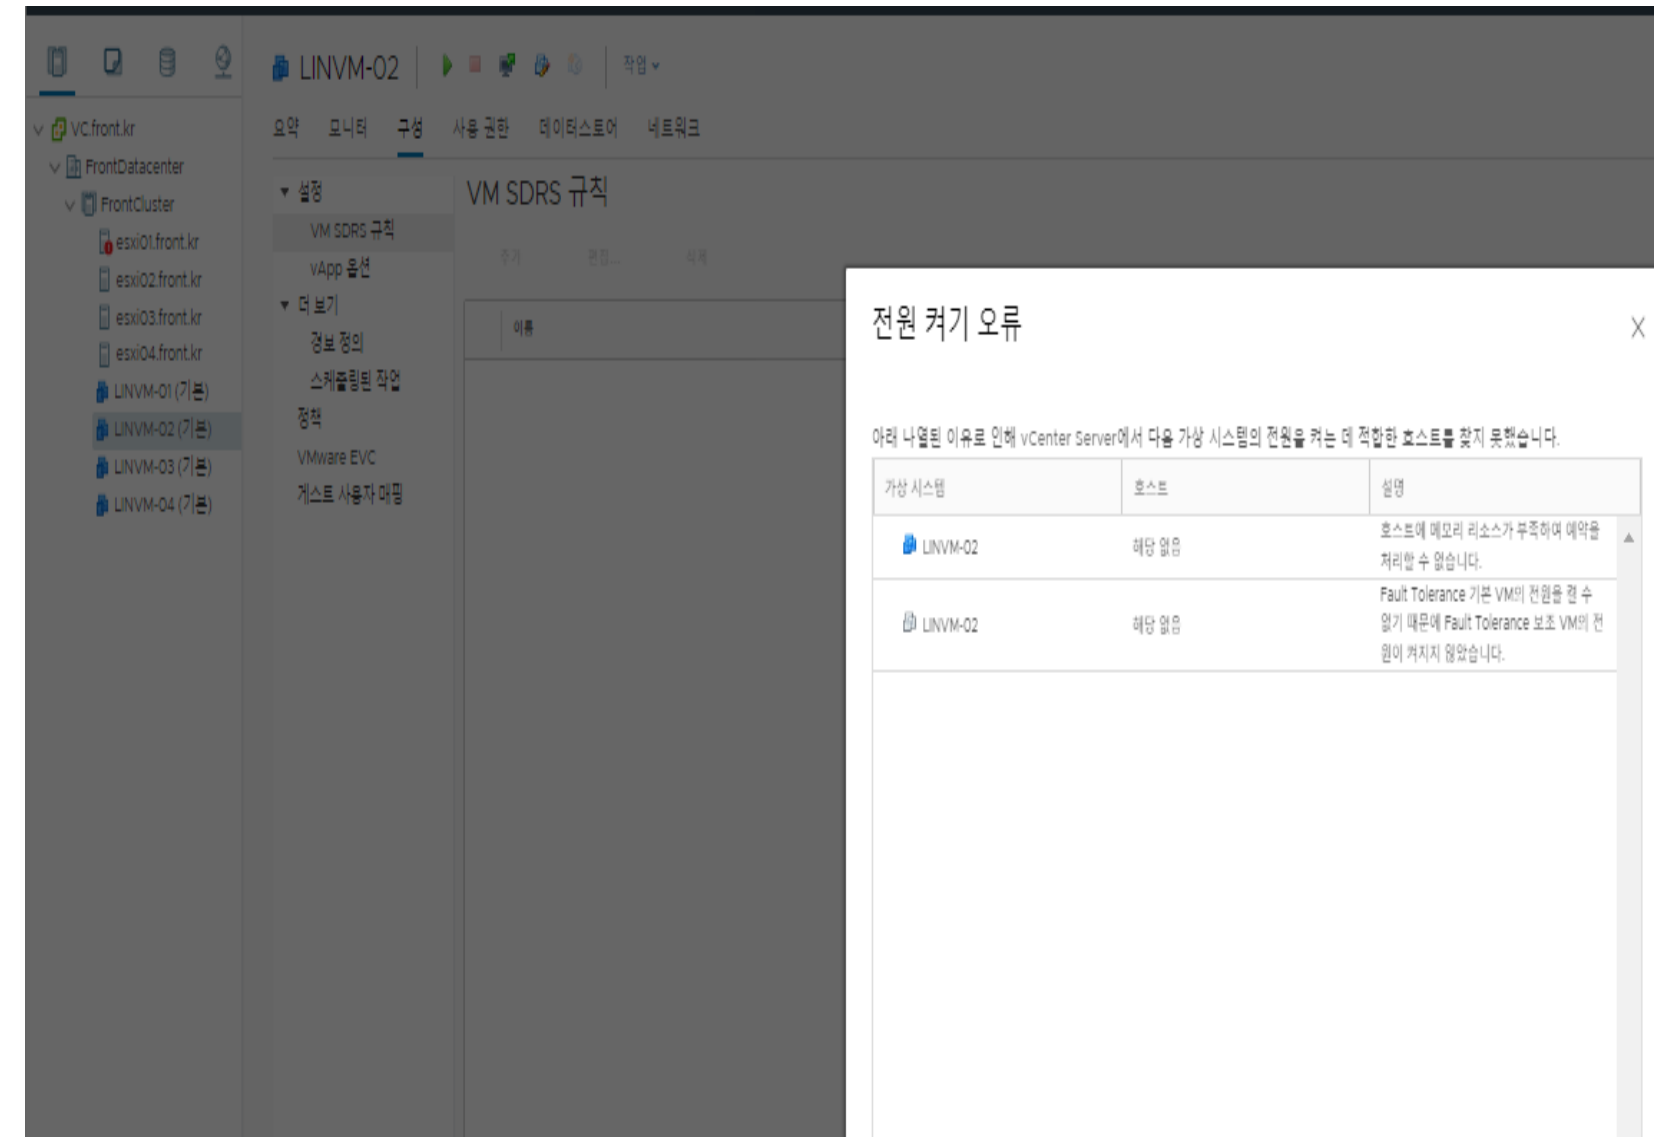 LINVM-02
작업
VC.front.kr
FrontDatacenter
FrontCluster
esxi01.front.kr
esxi02.front.kr
esxi03.front.kr
esxi04.front.kr
LINVM-01 (기본)
LINVM-02 (기본)
LINVM-03 (기본)
LINVM-04 (기본)
요약 모니터 구성 사용 권한 데이터스토어 네트워크
설정
VM SDRS 규칙
vApp 옵션
더 보기
경보 정의
스케줄링된 작업
정책
VMware EVC
게스트 사용자 매핑
VM SDRS 규칙
추가 편집... 삭제
이름
전원 켜기 오류
아래 나열된 이유로 인해 vCenter Server에서 다음 가상 시스템의 전원을 켜는 데 적합한 호스트를 찾지 못했습니다.
가상 시스템 호스트 설명
LINVM-02 해당 없음
호스트에 메모리 리소스가 부족하여 예약을
처리할 수 없습니다.
LINVM-02 해당 없음
Fault Tolerance 기본 VM의 전원을 켤 수
없기 때문에 Fault Tolerance 보조 VM의 전
원이 켜지지 않았습니다.